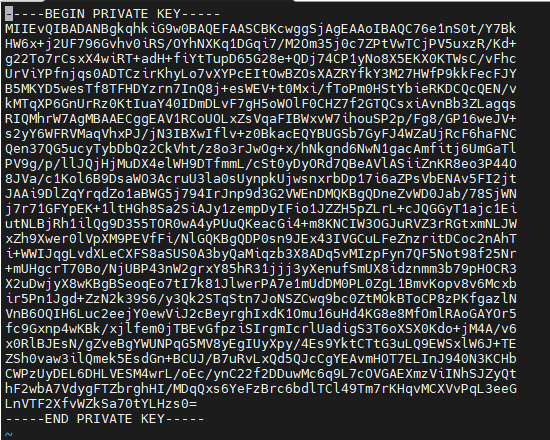 -----BEGIN PRIVATE KEY-----
MIIEvQIBADANBgkqhkiG9w0BAQEFAASCBKcwggSjAgEAAoIBAQC76e1nS0t/Y7Bk
HW6x+j2UF796Gvhv0iRS/OYhNXKq1DGqi7/M2Om35j0c7ZPtVwTCjPV5uxzR/Kd+
g22To7rCsxX4wiRT+adH+fiYtTupD65G28e+QDj74CP1yNo8X5EKX0KTWsC/vFhc
UrViYPfnjqs0ADTCzirKhyLo7vXYPcEItOwBZOsXAZRYfkY3M27HWfP9kkFecFJY
B5MKYD5wesTf8TFHDYzrn7InQ8j+esWEV+t0Mxi/fToPm0HStYbieRKDCQcQEN/v
kMTqXP6GnUrRz0KtIuaY40IDmDLvF7gH5oWOlF0CHZ7f2GTQCsxiAvnBb3ZLagqs
RIQMhrW7AgMBAAECggEAV1RCoUOLxZsVqaFIBWxvW7ihouSP2p/Fg8/GP16weJV+
s2yY6WFRVMaqVhxPJ/jN3IBXwIflv+z0BkacEQYBUGSb7GyFJ4WZaUjRcF6haFNC
Qen37QG5ucyTybDbQz2CkVht/z8o3rJwOg+x/hNkgnd6NwN1gacAmfitj6UmGaTl
PV9g/p/llJQjHjMuDX4elWH9DTfmmL/cSt0yDyORd7QBeAVlASiiZnKR8eo3P44O
8JVa/c1Kol6B9DsaWO3AcruU3la0sUynpkUjwsnxrbDp17i6aZPsVbENAv5FI2jt
JAAi9DlZqYrqdZo1aBWG5j794IrJnp9d3G2VWEnDMQKBgQDneZvWD0Jab/78SjWN
j7r71GFYpEK+1ltHGh8Sa2SiAJy1zempDyIFio1JZZH5pZLrL+cJQGGyT1ajc1Ei
utNLBjRh1ilQg9D355TOR0wA4yPUuQKeacGi4+m8KNCIW3OGJuRVZ3rRGtxmNLJW
xZh9Xwer0lVpXM9PEVfFi/NlGQKBgQDP0sn9JEx43IVGCuLFeZnzritDCoc2nAhT
i+WWIJqgLvdXLeCXFS8aSUS0A3byQaMiqzb3X8ADq5vMIzpFyn7QF5Not98f25Nr
+mUHgcrT70Bo/NjUBP43nW2grxY85hR31jjj3yXenufSmUX8idznmm3b79pHOCR3
X2uDwjyX8wKBgBSeoqEo7tI7k81JlwerPA7e1mUdDM0PL0ZgL1BmvKopv8v6Mcxb
ir5Pn1Jgd+ZzN2k39S6/y3Qk2STqStn7JoNSZCwq9bc0ZtMOkBToCP8zPKfgazlN
VnB6OQIH6Luc2eejY0ewViJ2cBeyrghIxdK1Omu16uHd4KG8e8MfOmlRAoGAYOr5
fc9Gxnp4wKBk/xjlfem0jTBEvGfpziSIrgmIcrlUadigS3T6oXSX0Kdo+jM4A/v6
x0RlBJEsN/gZveBgYWUNPqG5MV8yEgIUyXpy/4Es9YktCTtG3uLQ9EWSxlW6J+TE
ZSh0vaw3ilQmek5EsdGn+BCUJ/B7uRvLxQd5QJcCgYEAvmHOT7ELInJ940N3KCHb
CWPzUyDEL6DHLVESM4wrL/oEc/ynC22f2DDuwMc6q9L7cOVGAEXmzViINhSJZyQt
hF2wbA7VdygFTZbrghHI/MDqQxs6YeFzBrc6bdlTCl49Tm7rKHqvMCXVvPqL3eeG
LnVTF2XfvWZkSa70tYLHzs0=
-----END PRIVATE KEY-----
~